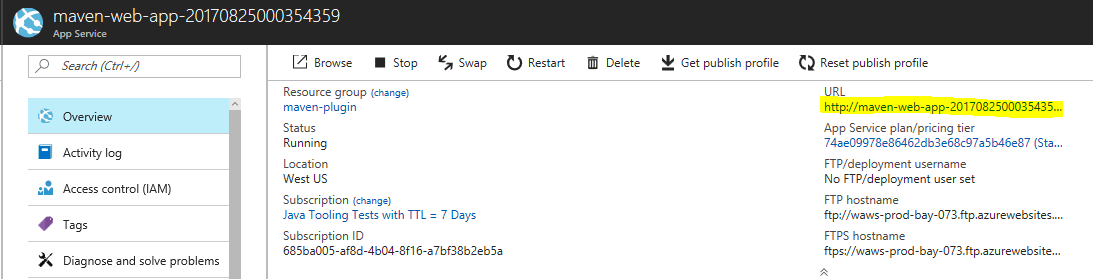 maven-web-app-20170825000354359
App Service
Search (Ctrl+/)
Overview
Activity log
Access control (IAM)
Tags
Diagnose and solve problems
Browse
Stop
Swap
Restart
Delete
Get publish profile
Reset publish profile
Resource group (change)
maven-plugin
Status
Running
Location
West US
Subscription (change)
Java Tooling Tests with TTL = 7 Days
Subscription ID
685ba005-af8d-4b04-8f16-a7bf38b2eb5a
URL
http://maven-web-app-2017082500035435...
App Service plan/pricing tier
74ae09978e86462db3e68c97a5b46e87 (Sta...
FTP/deployment username
No FTP/deployment user set
FTP hostname
ftp://waws-prod-bay-073.ftp.azurewebsites....
FTPS hostname
ftps://waws-prod-bay-073.ftp.azurewebsite...